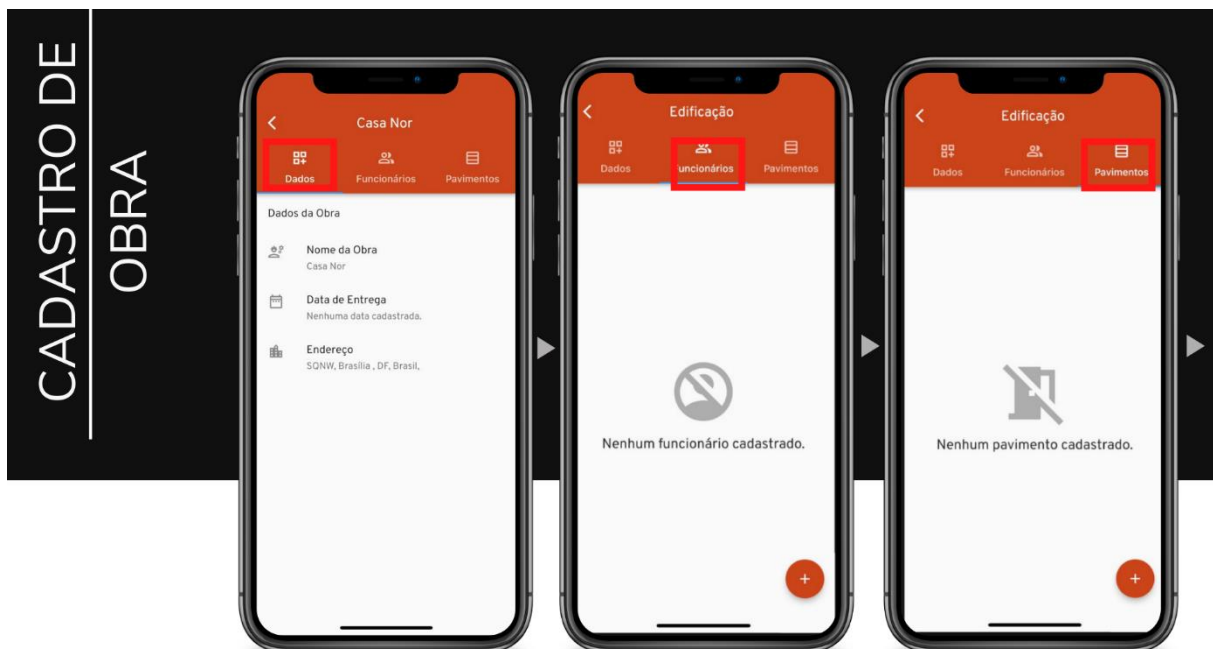 CADASTRO DE
OBRA
Casa Nor
Dados
Funcionários
Pavimentos
Dados da Obra
Nome da Obra
Casa Nor
Data de Entrega
Nenhuma data cadastrada.
Endereço
SQNW, Brasília , DF, Brasil,
Edificação
Dados
uncionários
Pavimentos
Nenhum funcionário cadastrado.
+
Edificação
Dados
Funcionários
Pavimentos
Nenhum pavimento cadastrado.
+